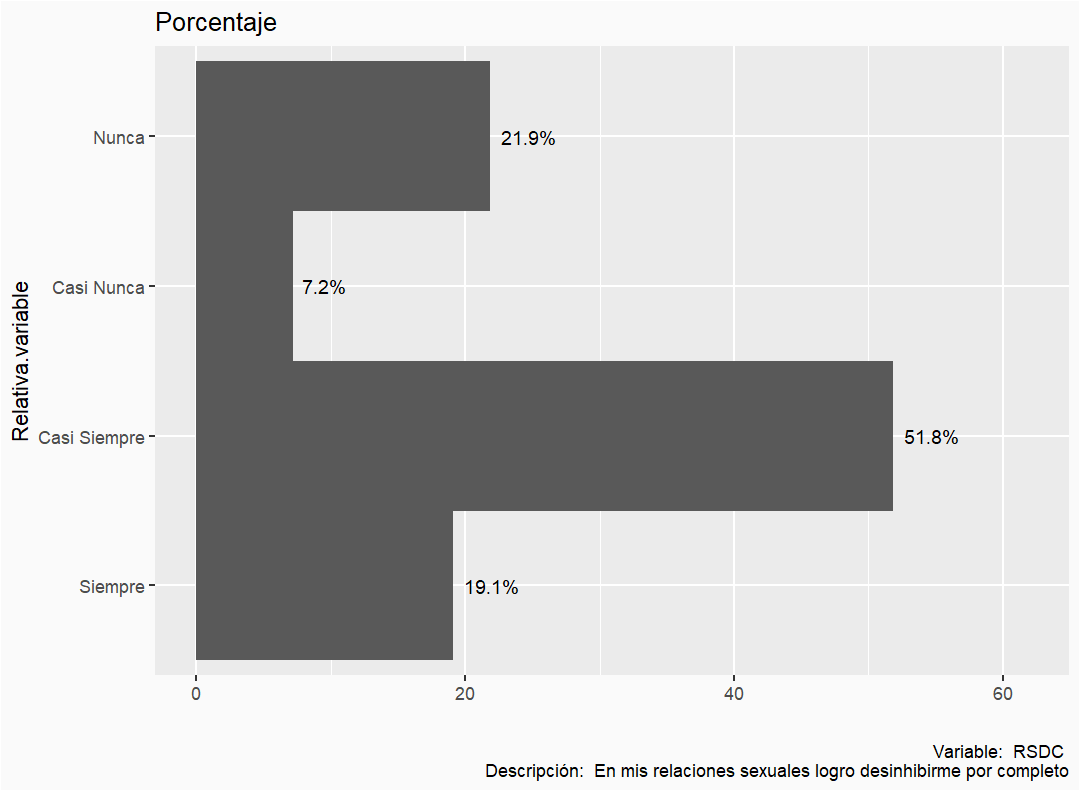 Porcentaje
Nunca
21.9%
Casi Nunca
7.2%
Relativa.variable
Casi Siempre
51.8%
Siempre
19.1%
0 20 40 60
Variable: RSDC
Descripción: En mis relaciones sexuales logro desinhibirme por completo